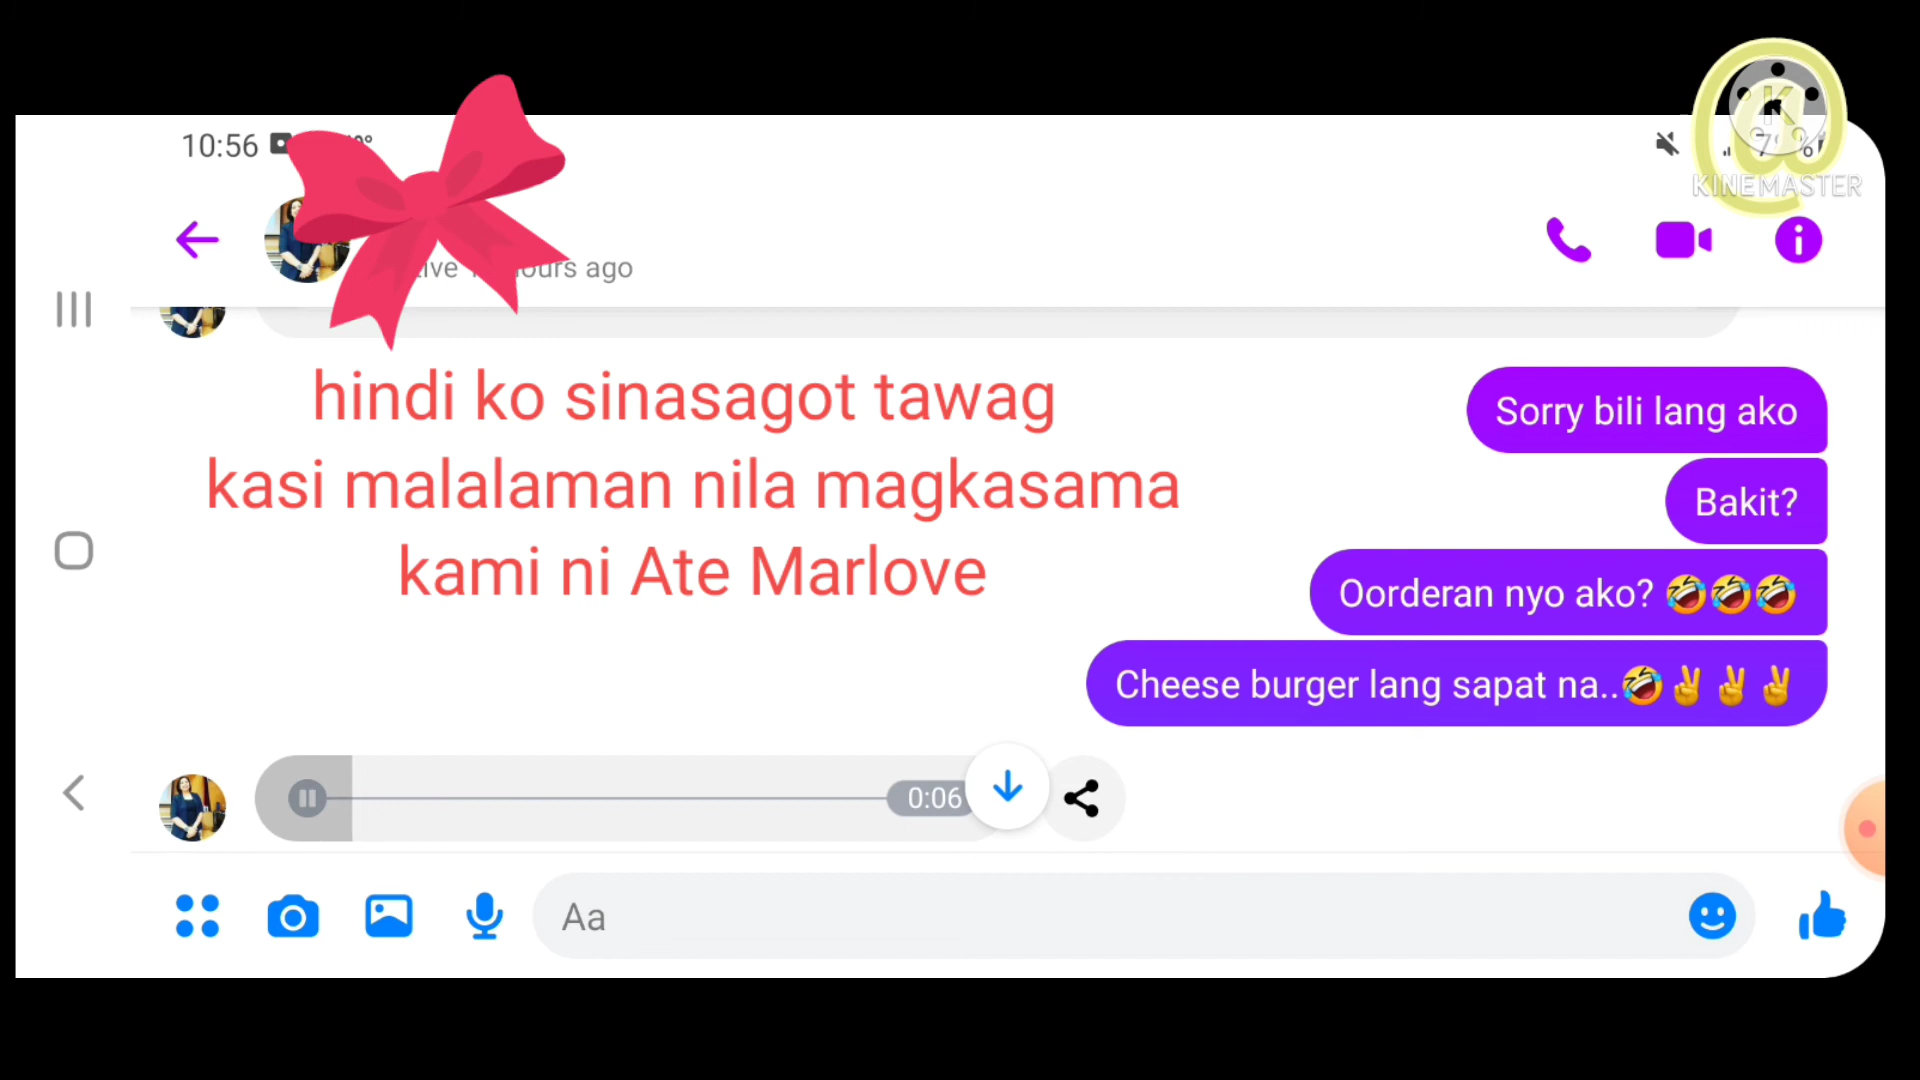 10:56
KINEMASTER
ours ago
hindi ko sinasagot tawag
kasi malalaman nila magkasama
kami ni Ate Marlove
Sorry bili lang ako
Bakit?
Oorderan nyo ako? 🤣🤣🤣
Cheese burger lang sapat na..🤣✌✌✌
0:06
Aa